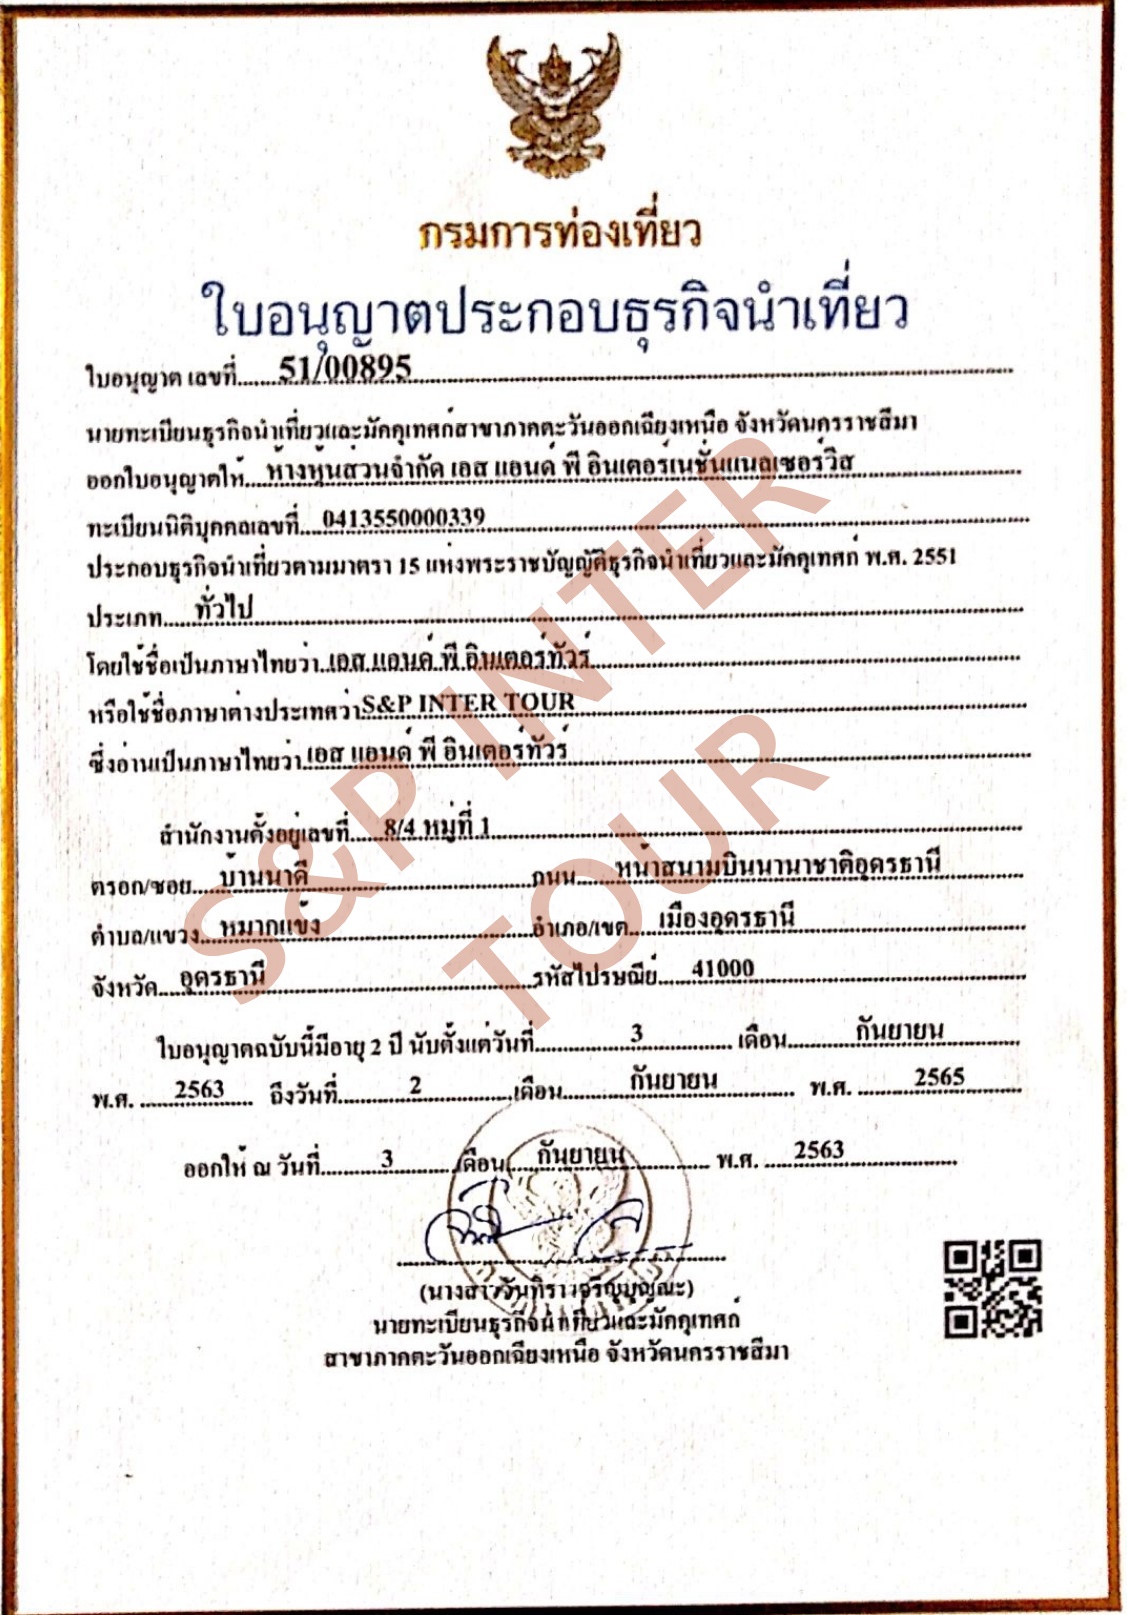 กรมการท่องเที่ยว
ใบอนุญาตประกอบธุรกิจนำเที่ยว
ใบอนุญาต เลขที่ 51/00895
นายทะเบียนธุรกิจนำเที่ยวและมัคคุเทศก์สาขาภาคตะวันออกเฉียงเหนือ จังหวัดนครราชสีมา
ออกใบอนุญาตให้ ห้างหุ้นส่วนจำกัด เอส แอนด์ พี อินเตอร์เนชั่นแนลเซอร์วิส
ทะเบียนนิติบุคคลเลขที่ 0413550000339
ประกอบธุรกิจนำเที่ยวตามมาตรา 15 แห่งพระราชบัญญัติธุรกิจนำเที่ยวและมัคคุเทศก์ พ.ศ. 2551
ประเภท ทั่วไป
โดยใช้ชื่อเป็นภาษาไทยว่า เอส แอนด์ พี อินเตอร์ทัวร์
หรือใช้ชื่อภาษาต่างประเทศว่า S&P INTER TOUR
ซึ่งอ่านเป็นภาษาไทยว่า เอส แอนด์ พี อินเตอร์ทัวร์
สำนักงานตั้งอยู่เลขที่ 8/4 หมู่ที่ 1
ตรอก/ซอย บ้านนาดี ถนน หน้าสนามบินนานาชาติอุดรธานี
ตำบล/แขวง หมากแข้ง อำเภอ/เขต เมืองอุดรธานี
จังหวัด อุดรธานี รหัสไปรษณีย์ 41000
ใบอนุญาตฉบับนี้มีอายุ 2 ปี นับตั้งแต่วันที่ 3 เดือน กันยายน
พ.ศ. 2563 ถึงวันที่ 2 เดือน กันยายน พ.ศ. 2565
ออกให้ ณ วันที่ 3 เดือน กันยายน พ.ศ. 2563
(นางสาวจันทิรา เจริญบุญณะ)
นายทะเบียนธุรกิจนำเที่ยวและมัคคุเทศก์
สาขาภาคตะวันออกเฉียงเหนือ จังหวัดนครราชสีมา
S&P INTER
TOUR